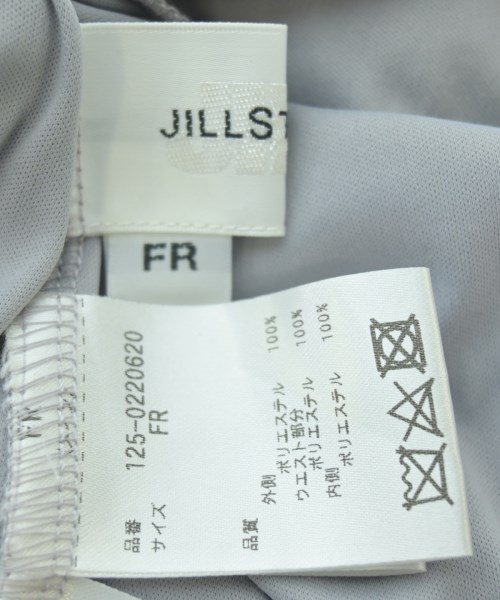 JILLST
FR
品番 125-0220620
サイズ FR
品質 外側 ポリエステル 100%
ウエスト部分
ポリエステル 100%
内側 ポリエステル 100%